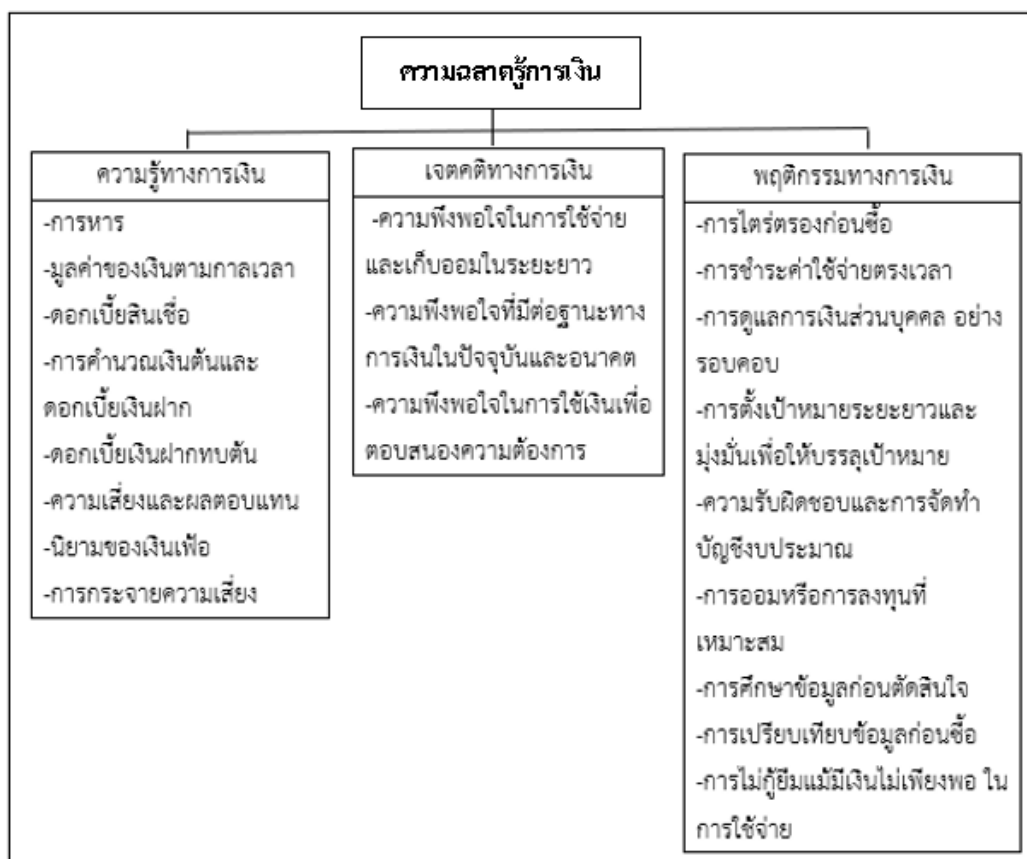 ความฉลาดรู้การเงิน
ความรู้ทางการเงิน
-การหาร
-มูลค่าของเงินตามกาลเวลา
-ดอกเบี้ยสินเชื่อ
-การคำนวณเงินต้นและ
ดอกเบี้ยเงินฝาก
-ดอกเบี้ยเงินฝากทบต้น
-ความเสี่ยงและผลตอบแทน
-นิยามของเงินเฟ้อ
-การกระจายความเสี่ยง
เจตคติทางการเงิน
-ความพึงพอใจในการใช้จ่าย
และเก็บออมในระยะยาว
-ความพึงพอใจที่มีต่อฐานะทาง
การเงินในปัจจุบันและอนาคต
-ความพึงพอใจในการใช้เงินเพื่อ
ตอบสนองความต้องการ
พฤติกรรมทางการเงิน
-การไตร่ตรองก่อนซื้อ
-การชำระค่าใช้จ่ายตรงเวลา
-การดูแลการเงินส่วนบุคคล อย่าง
รอบคอบ
-การตั้งเป้าหมายระยะยาวและ
มุ่งมั่นเพื่อให้บรรลุเป้าหมาย
-ความรับผิดชอบและการจัดทำ
บัญชีงบประมาณ
-การออมหรือการลงทุนที่
เหมาะสม
-การศึกษาข้อมูลก่อนตัดสินใจ
-การเปรียบเทียบข้อมูลก่อนซื้อ
-การไม่กู้ยืมแม้มีเงินไม่เพียงพอ ใน
การใช้จ่าย